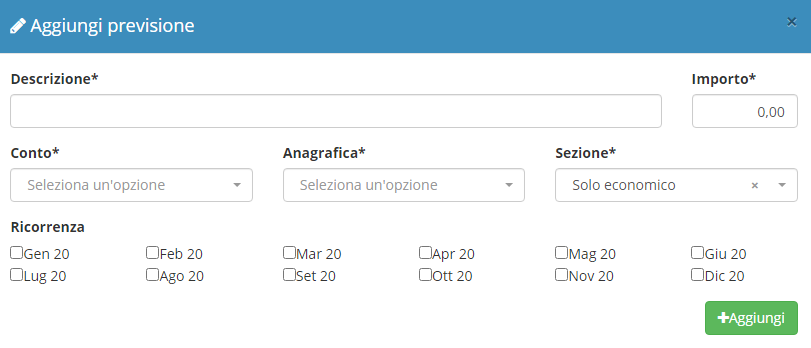 Aggiungi previsione ×
Descrizione* Importo*
0,00
Conto* Anagrafica* Sezione*
Seleziona un'opzione Seleziona un'opzione Solo economico ×
Ricorrenza
Gen 20 Feb 20 Mar 20 Apr 20 Mag 20 Giu 20
Lug 20 Ago 20 Set 20 Ott 20 Nov 20 Dic 20
+Aggiungi